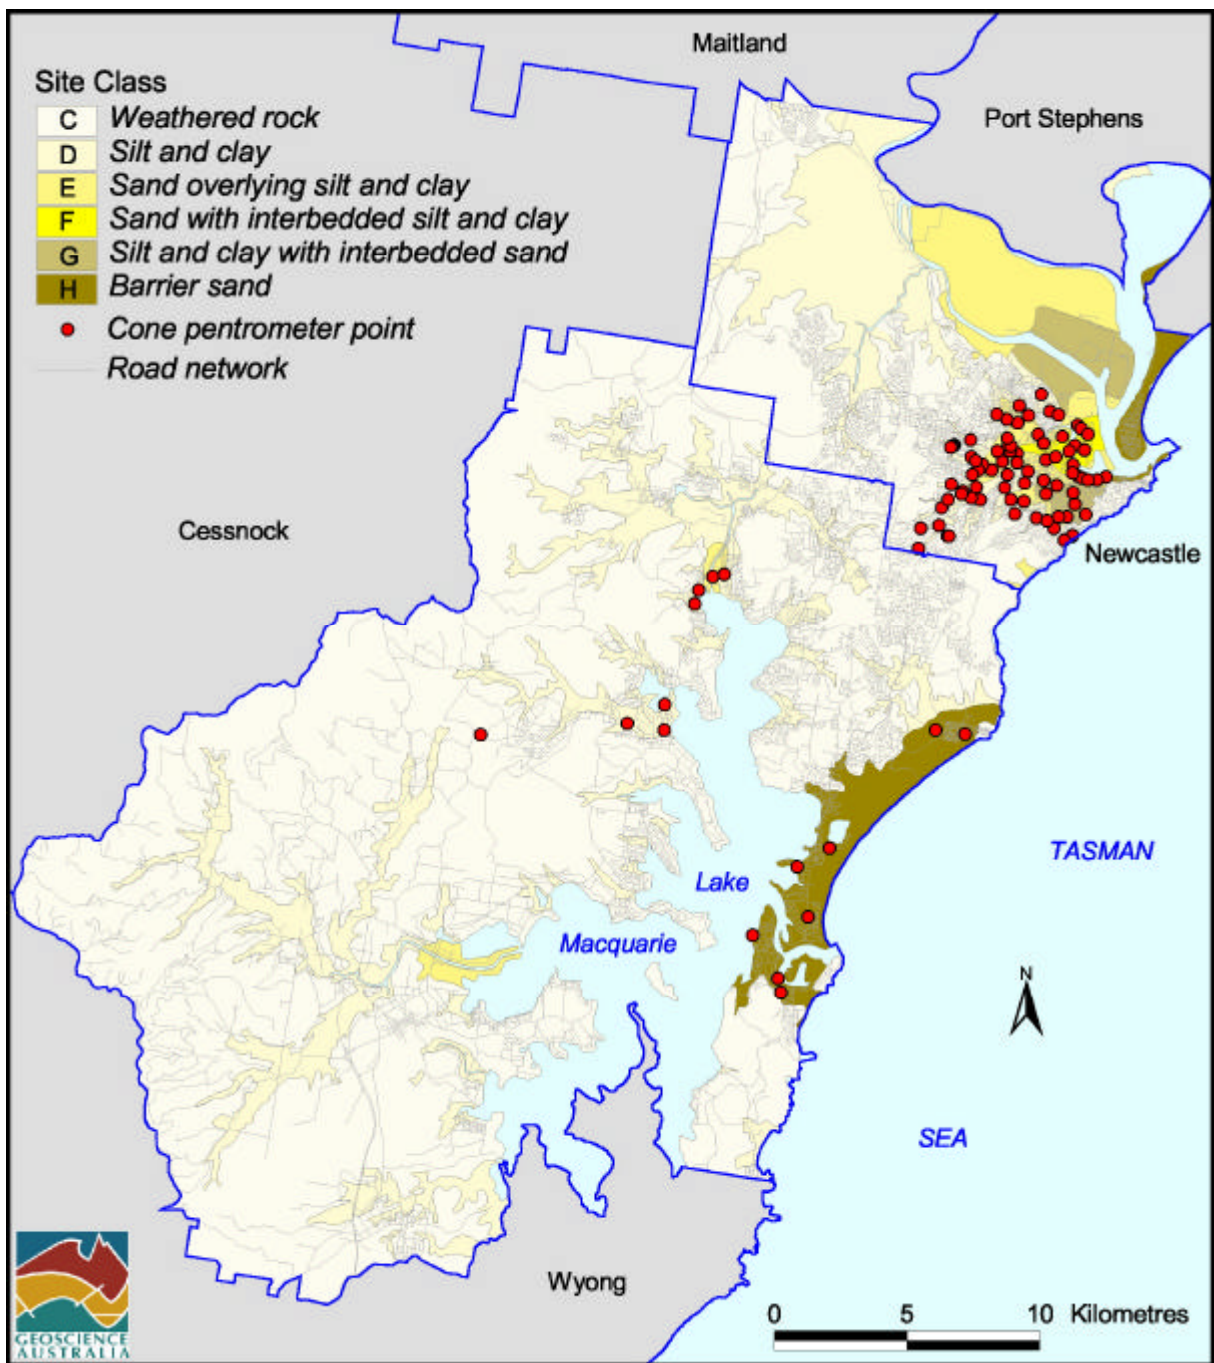 Maitland
Port Stephens
Site Class
C Weathered rock
D Silt and clay
E Sand overlying silt and clay
F Sand with interbedded silt and clay
G Silt and clay with interbedded sand
H Barrier sand
Cone pentrometer point
Road network
Cessnock
Newcastle
TASMAN
Lake
Macquarie
N
SEA
Wyong
0 5 10 Kilometres
GEOSCIENCE
AUSTRALIA